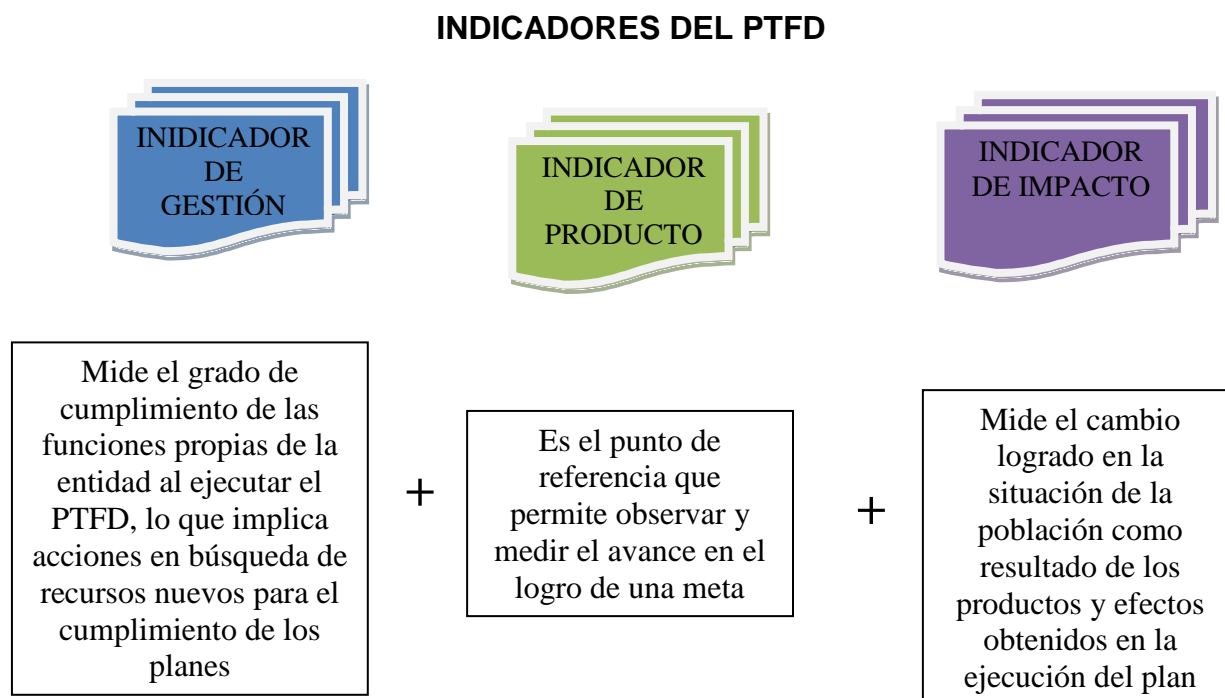 INDICADORES DEL PTFD
INIDICADOR
DE
GESTIÓN
INDICADOR
DE
PRODUCTO
INDICADOR
DE IMPACTO
Mide el grado de
cumplimiento de las
funciones propias de la
entidad al ejecutar el
PTFD, lo que implica
acciones en búsqueda de
recursos nuevos para el
cumplimiento de los
planes
+
Es el punto de
referencia que
permite observar y
medir el avance en el
logro de una meta
+
Mide el cambio
logrado en la
situación de la
población como
resultado de los
productos y efectos
obtenidos en la
ejecución del plan